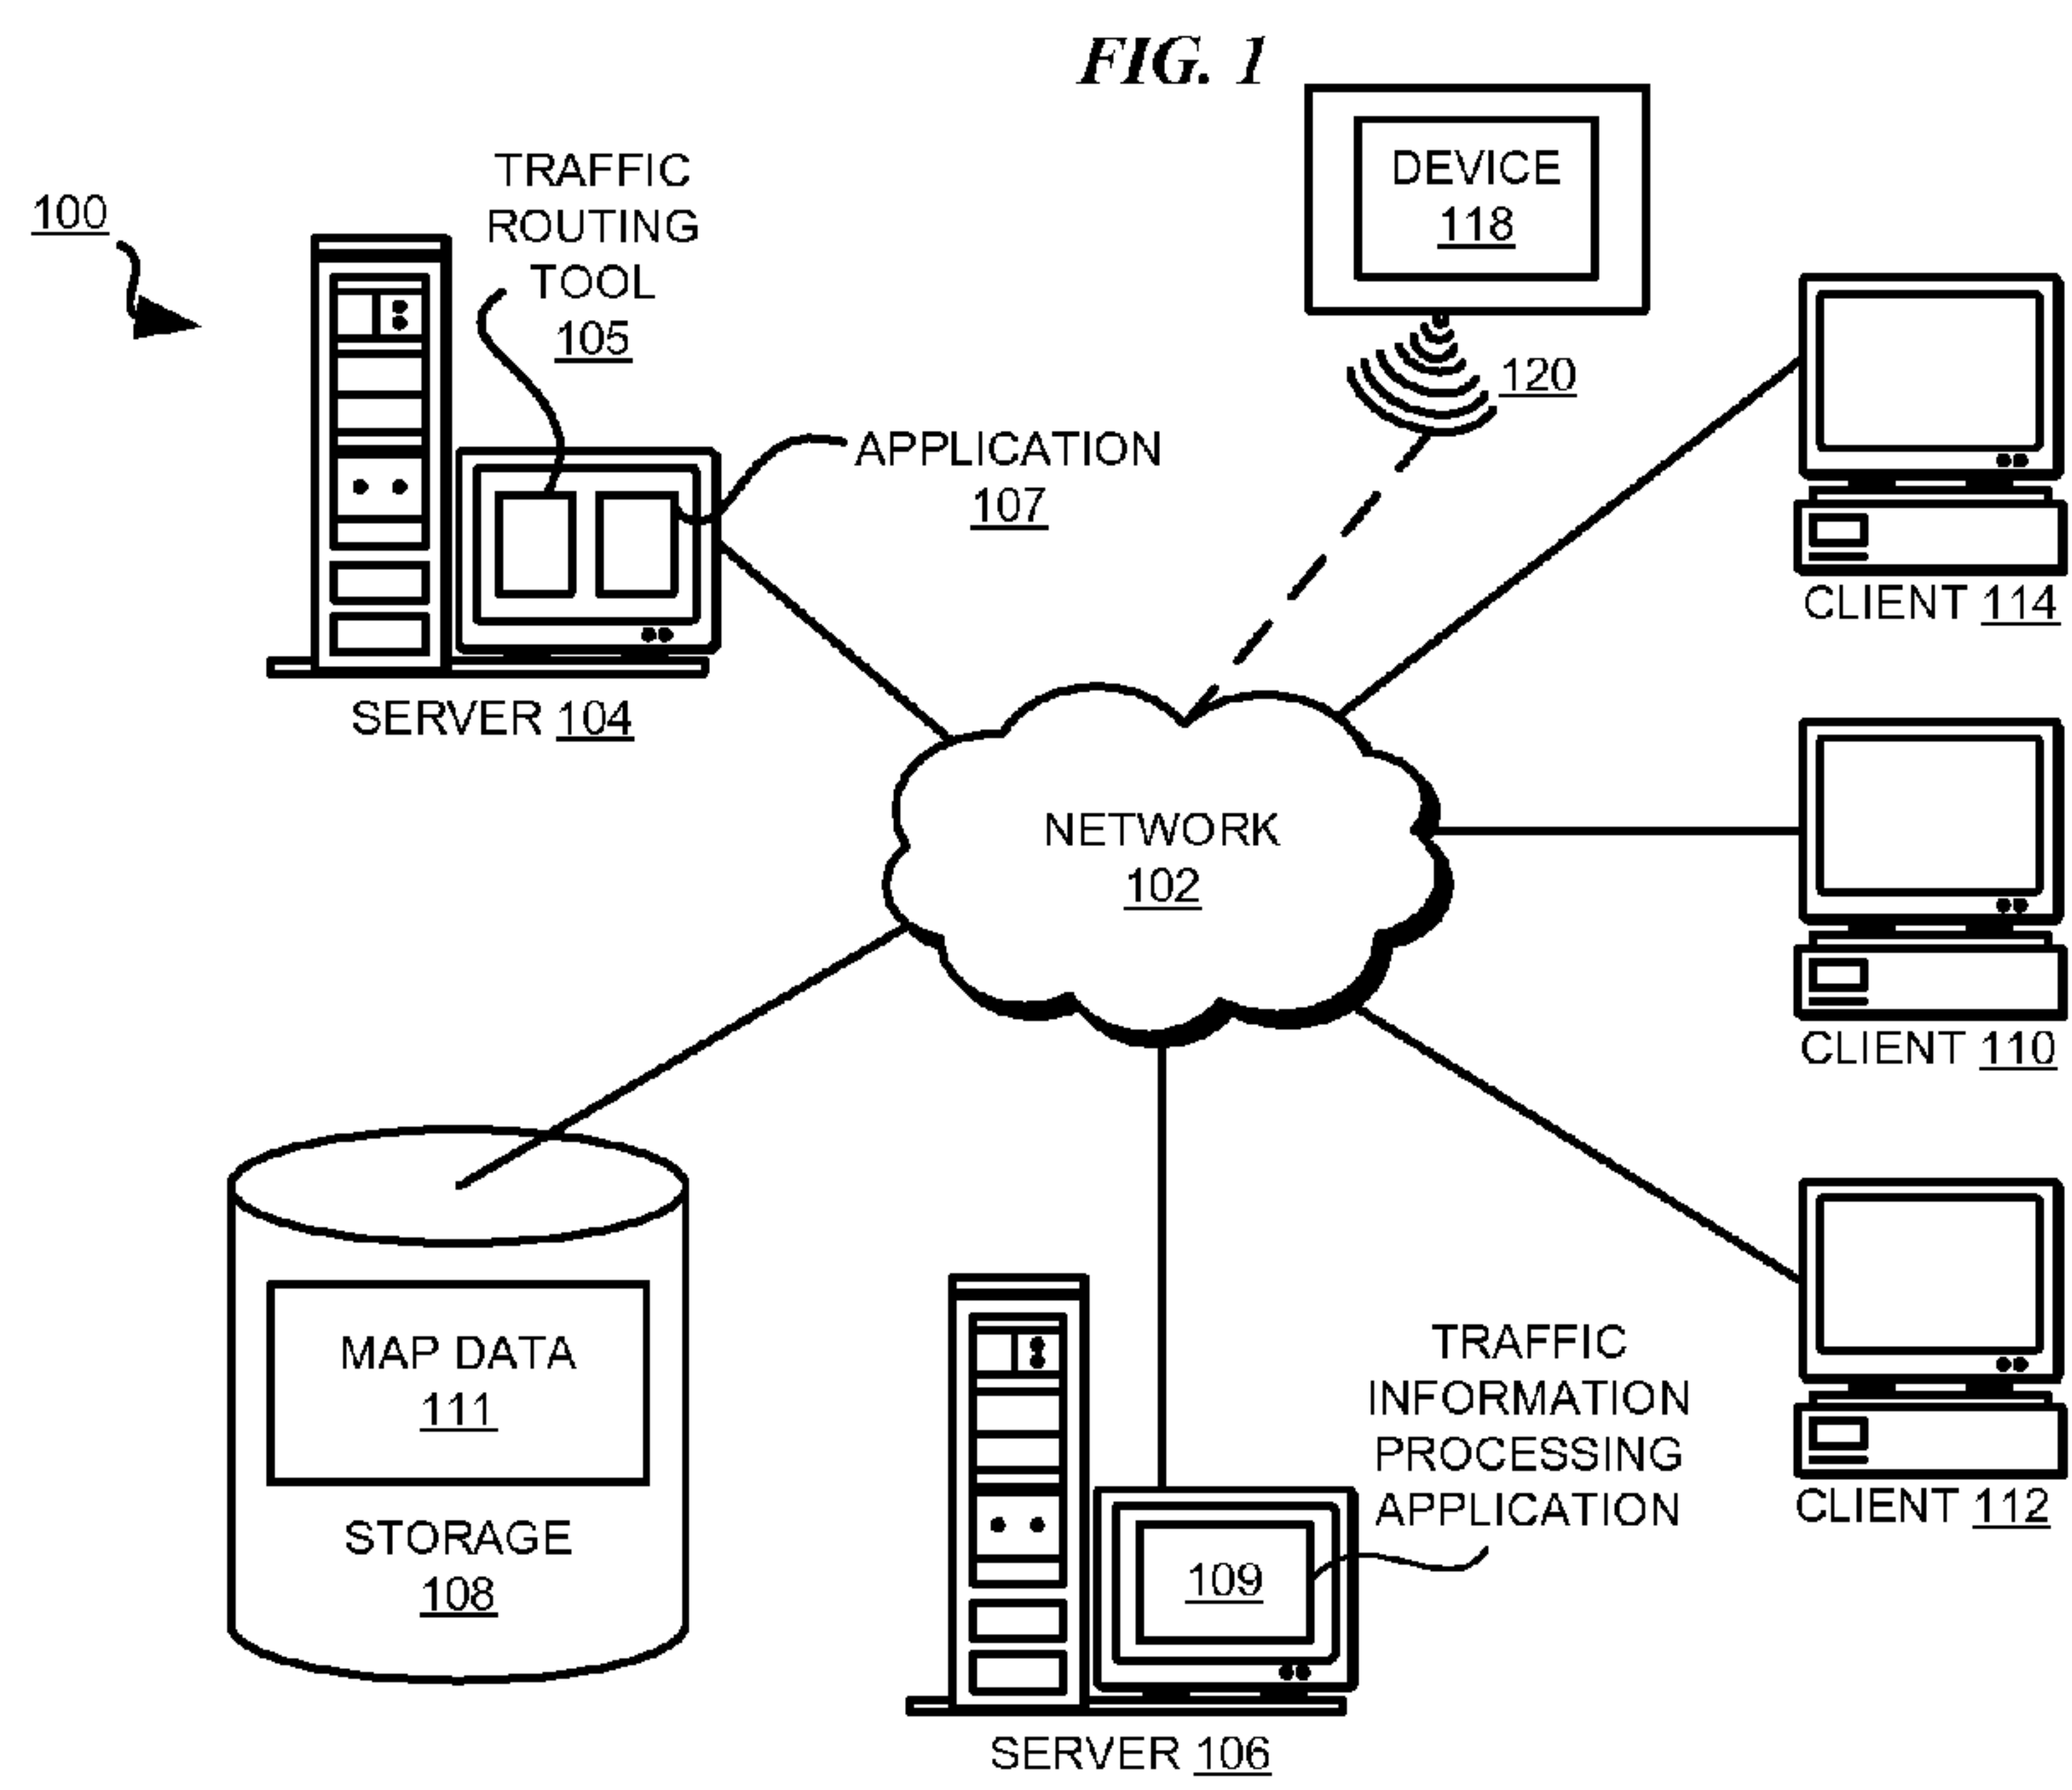 FIG. 1
100
TRAFFIC
ROUTING
TOOL
105
APPLICATION
107
SERVER 104
DEVICE
118
120
CLIENT 114
NETWORK
102
CLIENT 110
MAP DATA
111
STORAGE
108
TRAFFIC
INFORMATION
PROCESSING
APPLICATION
109
SERVER 106
CLIENT 112